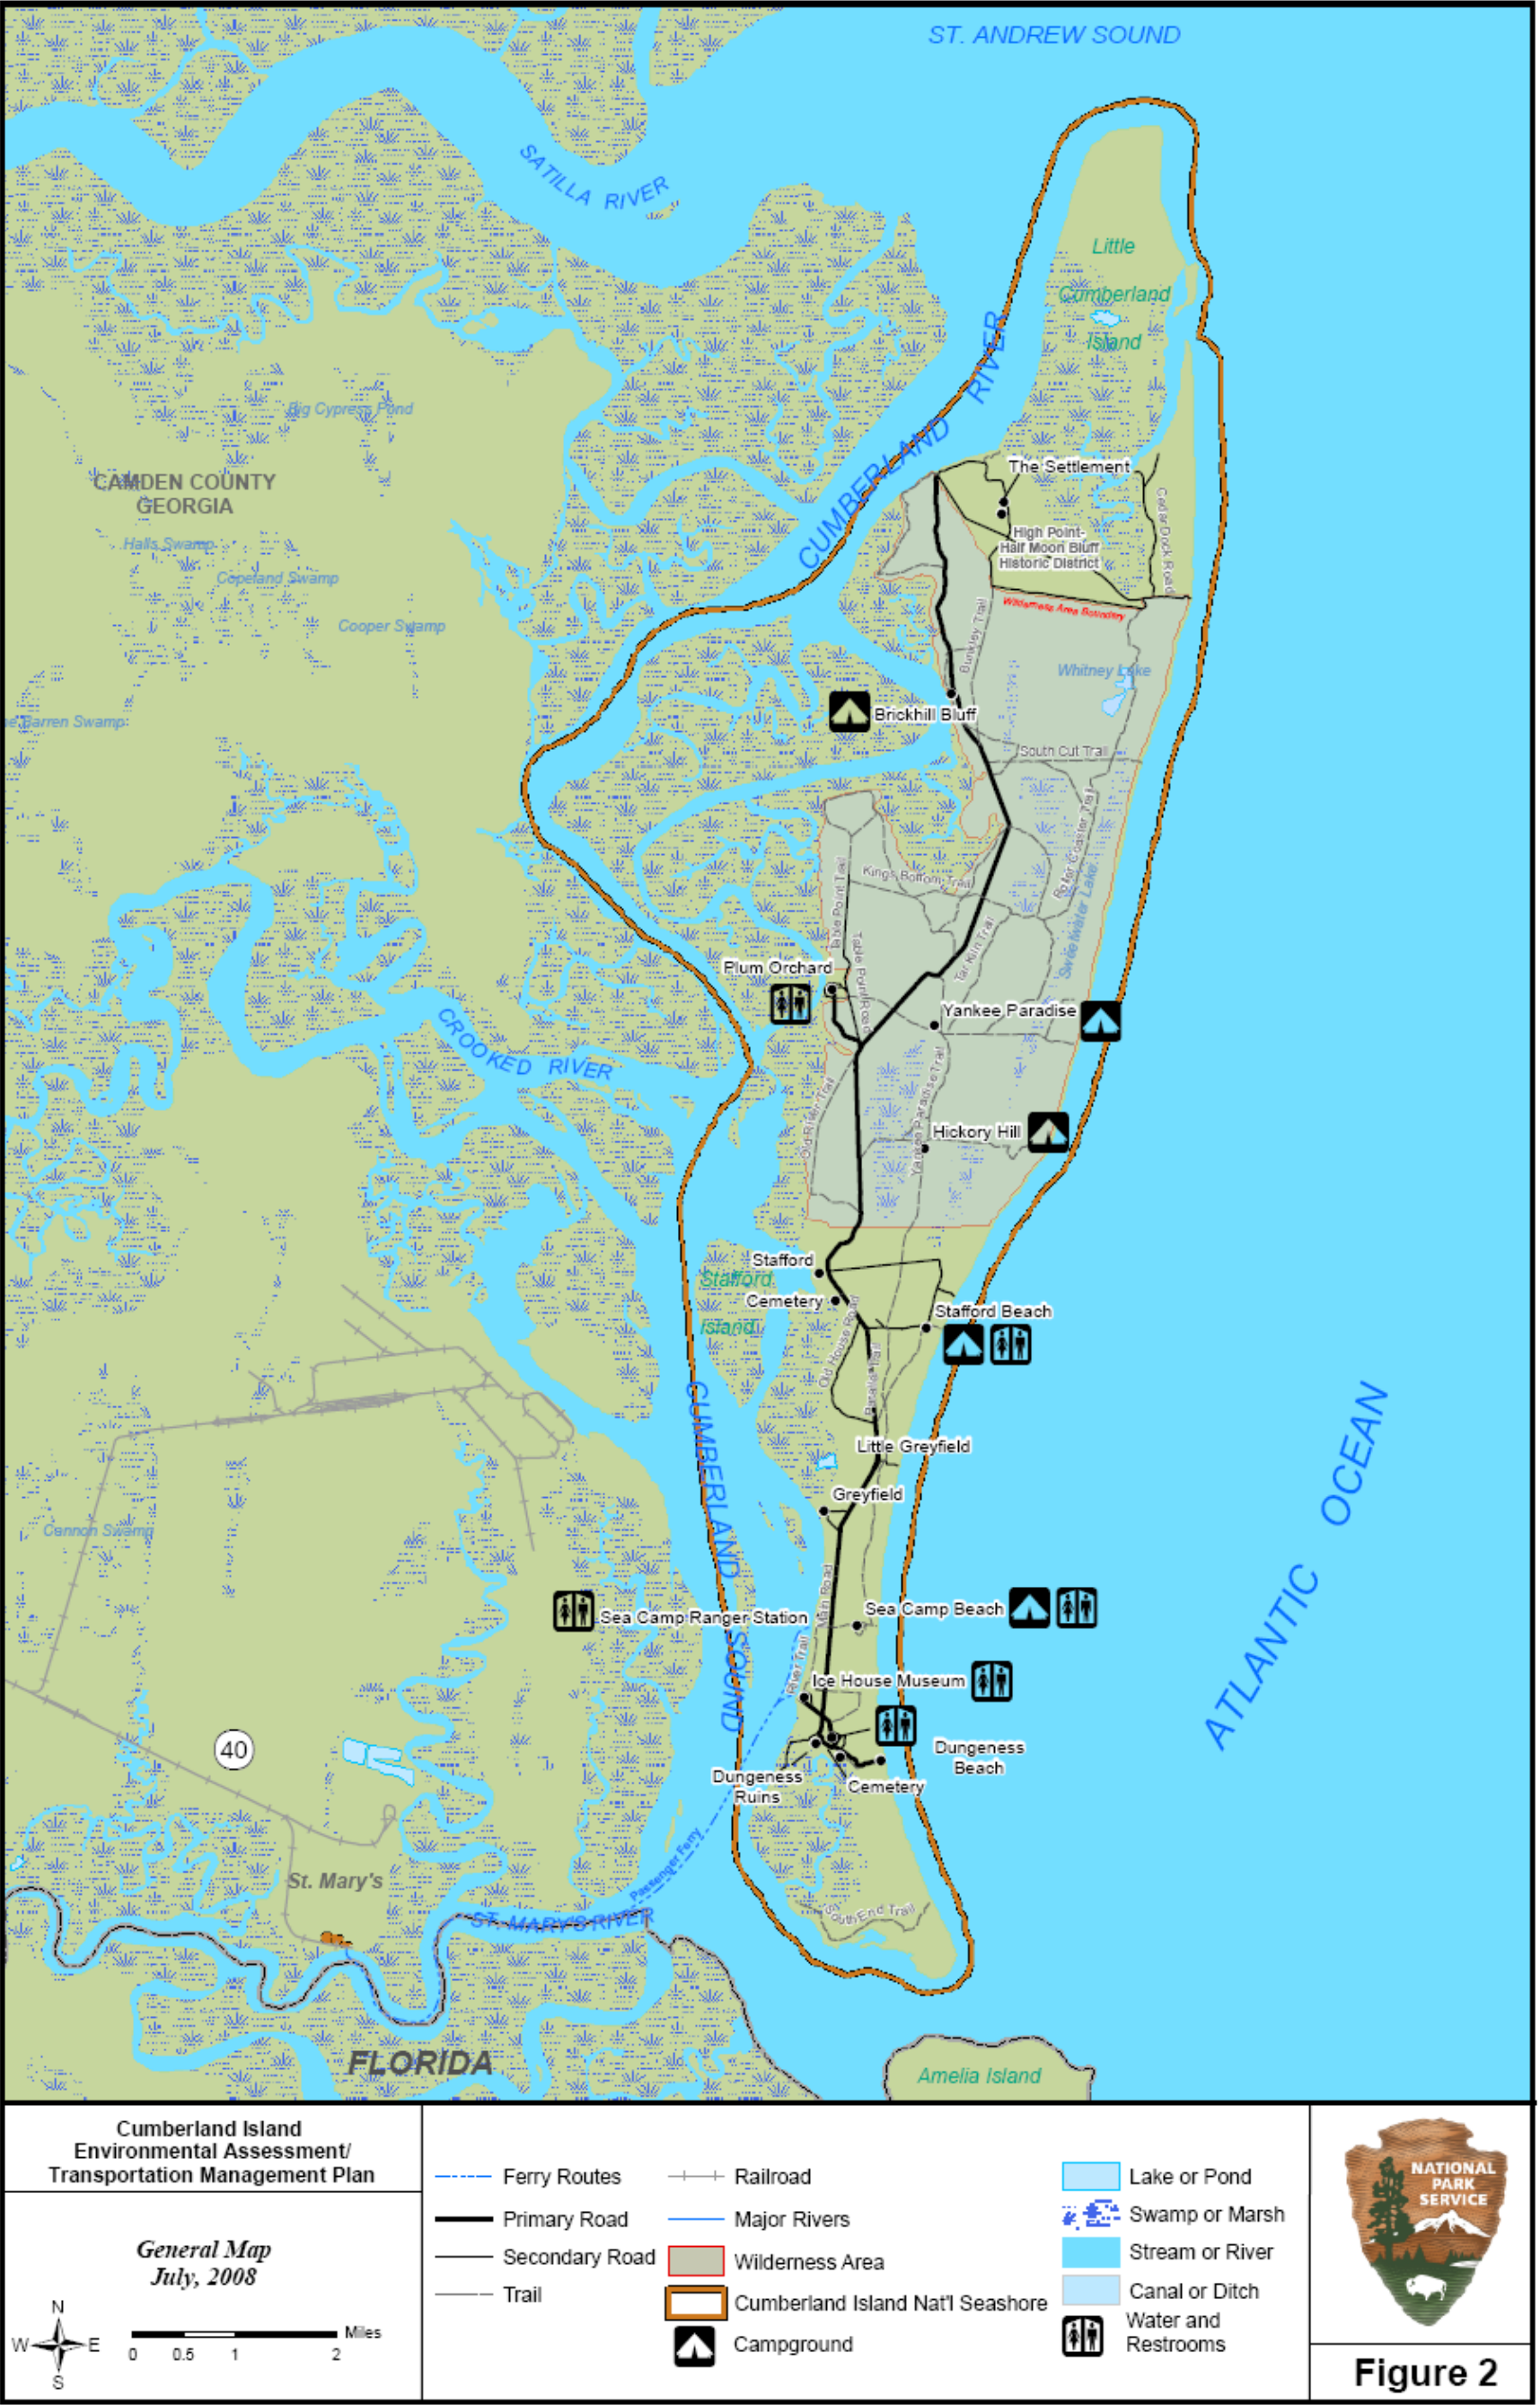 ST. ANDREW SOUND
SATILLA RIVER
Little
Cumberland
Island
CUMBERLAND RIVER
Big Cypress Pond
CAMDEN COUNTY
GEORGIA
The Settlement
High Point-
Half Moon Bluff
Historic District
Cedar Dock Road
Halls Swamp
Copeland Swamp
Cooper Swamp
Wilderness Area Boundary
Bunkley Trail
Whitney Lake
Barren Swamp
Brickhill Bluff
South Cut Trail
Roller Coaster Trail
Kings Bottom Trail
Table Point Trail
Sweetwater Lake
Tar Kiln Trail
Table Point Road
Plum Orchard
Yankee Paradise
CROOKED RIVER
Old River Trail
Yankee Paradise Trail
Hickory Hill
Stafford
Stafford
Island
Cemetery
Stafford Beach
Old House Road
Parallel Trail
CUMBERLAND SOUND
Little Greyfield
Greyfield
ATLANTIC OCEAN
Cannon Swamp
Main Road
Sea Camp Beach
Sea Camp Ranger Station
River Trail
Ice House Museum
40
Dungeness
Beach
Dungeness
Ruins
Cemetery
Passenger Ferry
St. Mary's
ST. MARY'S RIVER
South End Trail
FLORIDA
Amelia Island
Cumberland Island
Environmental Assessment/
Transportation Management Plan
General Map
July, 2008
N
W E
S
0 0.5 1 2
Miles
Ferry Routes
Primary Road
Secondary Road
Trail
Railroad
Major Rivers
Wilderness Area
Cumberland Island Nat'l Seashore
Campground
Lake or Pond
Swamp or Marsh
Stream or River
Canal or Ditch
Water and
Restrooms
NATIONAL
PARK
SERVICE
Figure 2